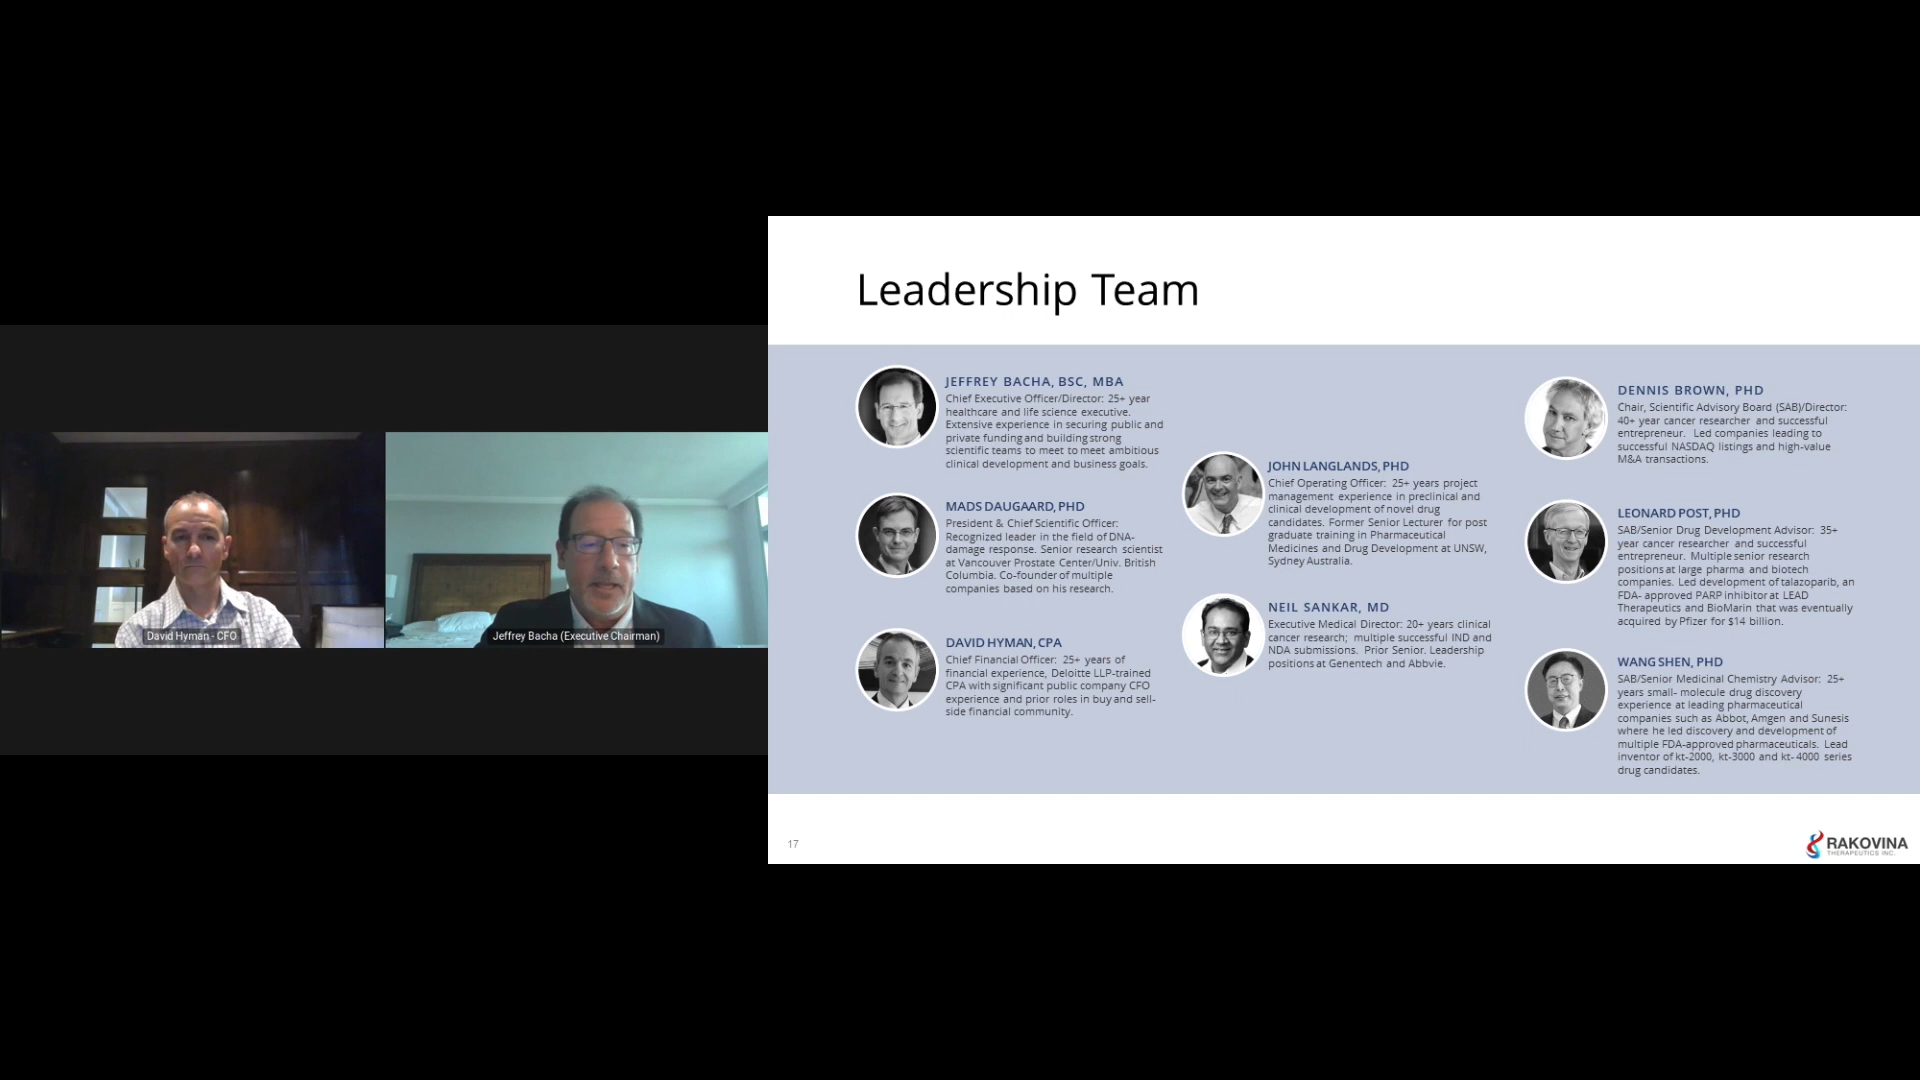 David Hyman - CFO
Jeffrey Bacha (Executive Chairman)
Leadership Team
JEFFREY BACHA, BSC, MBA
Chief Executive Officer/Director: 25+ year
healthcare and life science executive.
Extensive experience in securing public and
private funding and building strong
scientific teams to meet to meet ambitious
clinical development and business goals.
MADS DAUGAARD, PHD
President & Chief Scientific Officer:
Recognized leader in the field of DNA-
damage response. Senior research scientist
at Vancouver Prostate Center/Univ. British
Columbia. Co-founder of multiple
companies based on his research.
DAVID HYMAN, CPA
Chief Financial Officer: 25+ years of
financial experience, Deloitte LLP-trained
CPA with significant public company CFO
experience and prior roles in buy and sell-
side financial community.
JOHN LANGLANDS, PHD
Chief Operating Officer: 25+ years project
management experience in preclinical and
clinical development of novel drug
candidates. Former Senior Lecturer for post
graduate training in Pharmaceutical
Medicines and Drug Development at UNSW,
Sydney Australia.
NEIL SANKAR, MD
Executive Medical Director: 20+ years clinical
cancer research; multiple successful IND and
NDA submissions. Prior Senior. Leadership
positions at Genentech and Abbvie.
DENNIS BROWN, PHD
Chair, Scientific Advisory Board (SAB)/Director:
40+ year cancer researcher and successful
entrepreneur. Led companies leading to
successful NASDAQ listings and high-value
M&A transactions.
LEONARD POST, PHD
SAB/Senior Drug Development Advisor: 35+
year cancer researcher and successful
entrepreneur. Multiple senior research
positions at large pharma and biotech
companies. Led development of talazoparib, an
FDA- approved PARP inhibitor at LEAD
Therapeutics and BioMarin that was eventually
acquired by Pfizer for $14 billion.
WANG SHEN, PHD
SAB/Senior Medicinal Chemistry Advisor: 25+
years small- molecule drug discovery
experience at leading pharmaceutical
companies such as Abbot, Amgen and Sunesis
where he led discovery and development of
multiple FDA-approved pharmaceuticals. Lead
inventor of kt-2000, kt-3000 and kt- 4000 series
drug candidates.
17
RAKOVINA
THERAPEUTICS INC.